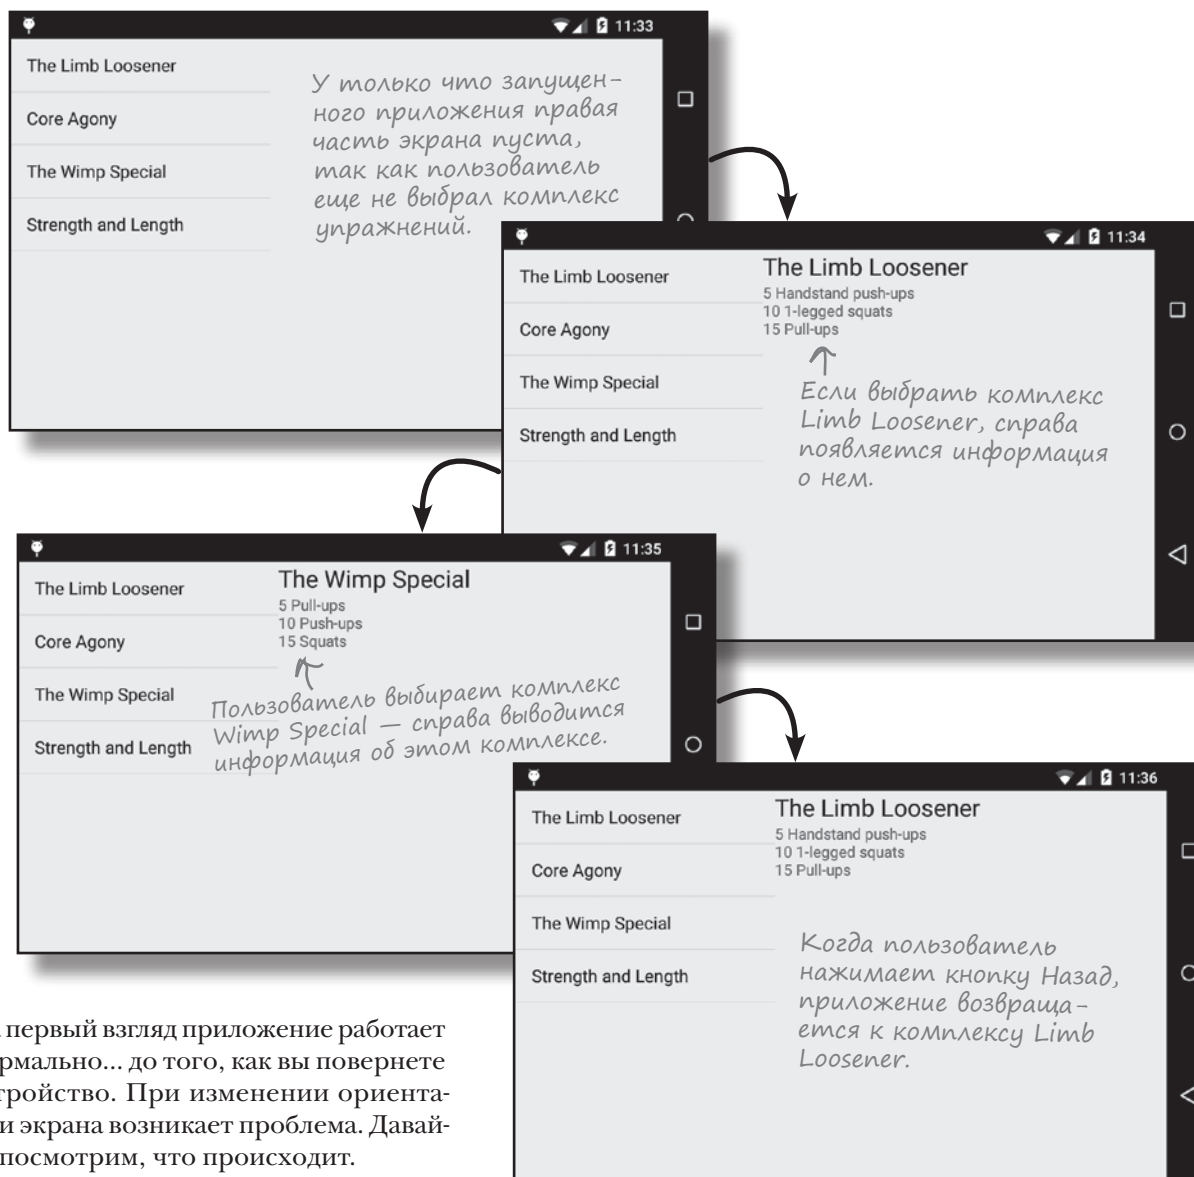 11:33
The Limb Loosener
Core Agony
The Wimp Special
Strength and Length
У только что запущен-
ного приложения правая
часть экрана пуста,
так как пользователь
еще не выбрал комплекс
упражнений.
11:34
The Limb Loosener
Core Agony
The Wimp Special
Strength and Length
The Limb Loosener
5 Handstand push-ups
10 1-legged squats
15 Pull-ups
Если выбрать комплекс
Limb Loosener, справа
появляется информация
о нем.
11:35
The Limb Loosener
Core Agony
The Wimp Special
Strength and Length
The Wimp Special
5 Pull-ups
10 Push-ups
15 Squats
Пользователь выбирает комплекс
Wimp Special — справа выводится
информация об этом комплексе.
11:36
The Limb Loosener
Core Agony
The Wimp Special
Strength and Length
The Limb Loosener
5 Handstand push-ups
10 1-legged squats
15 Pull-ups
Когда пользователь
нажимает кнопку Назад,
приложение возвраща-
ется к комплексу Limb
Loosener.
первый взгляд приложение работает
рмально... до того, как вы повернете
тройство. При изменении ориента-
и экрана возникает проблема. Давай-
посмотрим, что происходит.